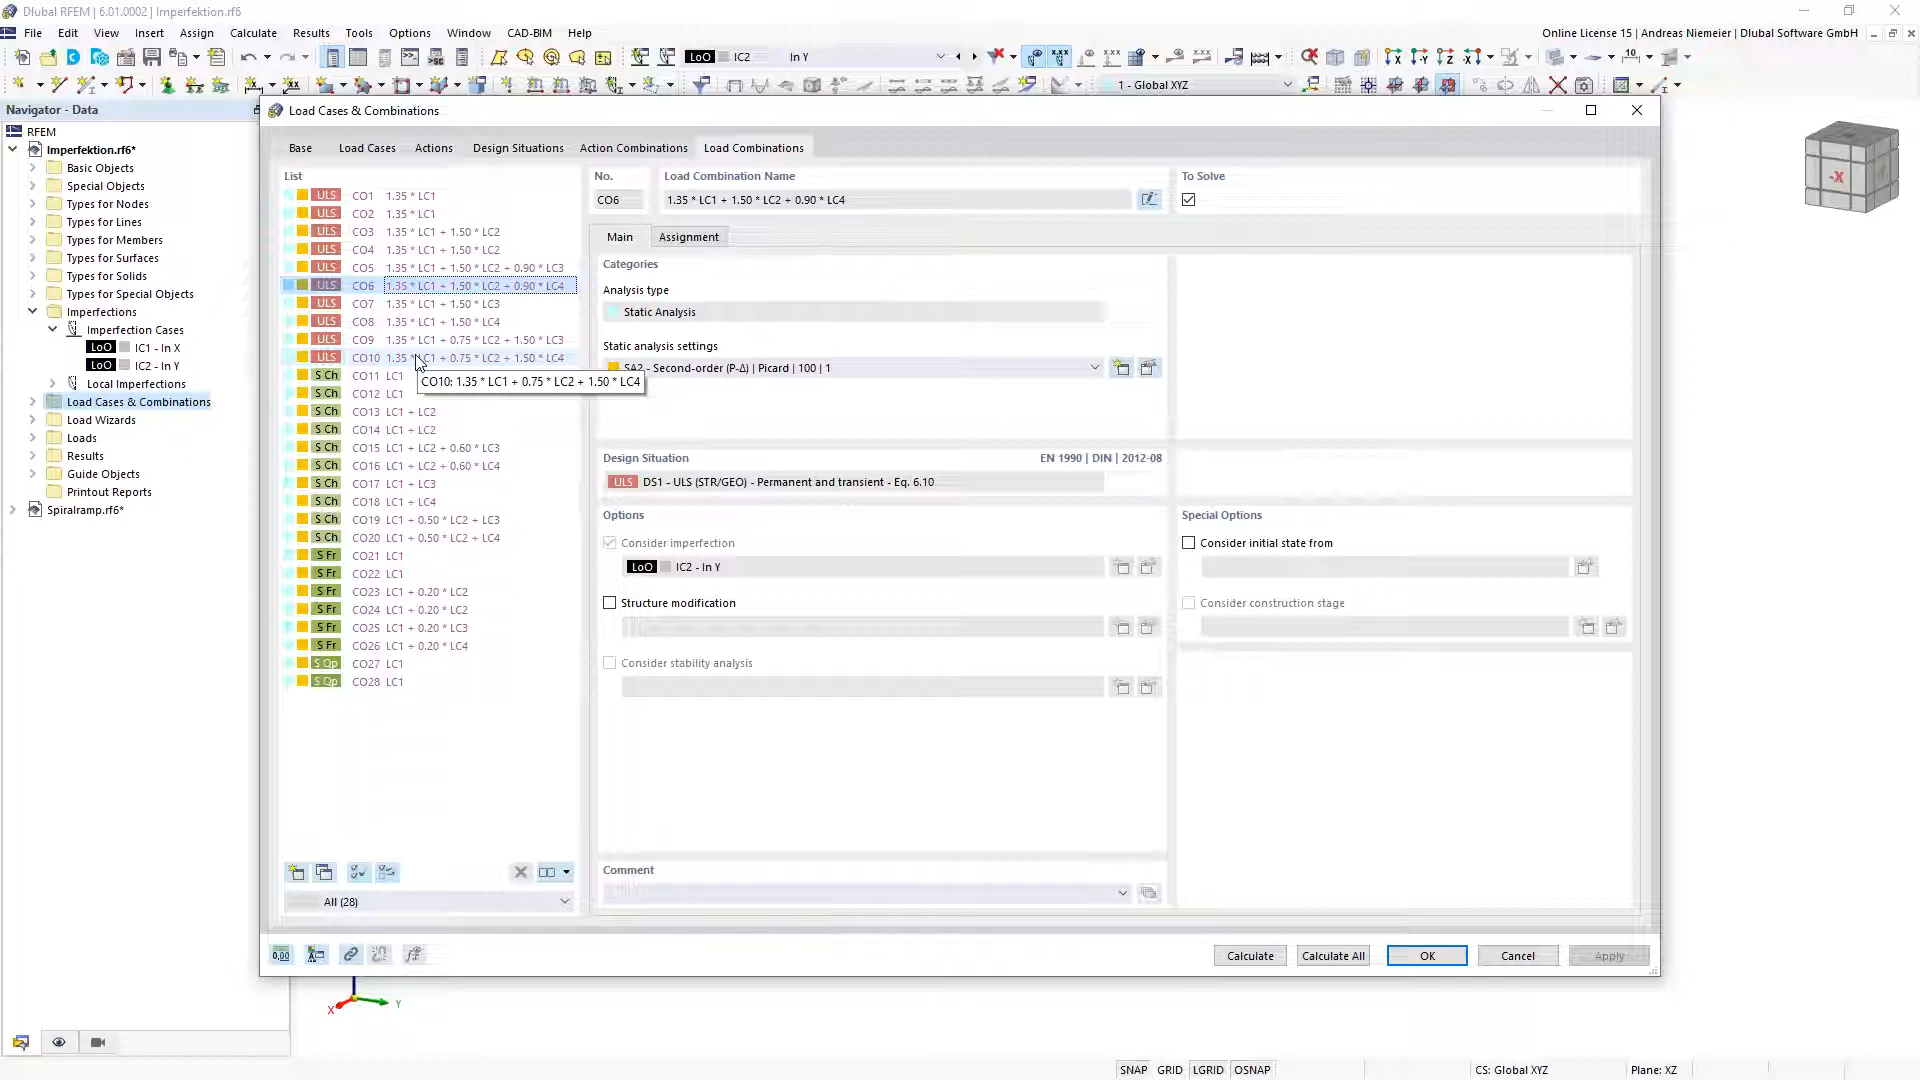 Dlubal RFEM | 6.01.0002 | Imperfektion.rf6
File Edit View Insert Assign Calculate Results Tools Options Window CAD-BIM Help
Online License 15 | Andreas Niemeier | Dlubal Software GmbH
LoO IC2 In Y
1 - Global XYZ
Navigator - Data
RFEM
Imperfektion.rf6*
Basic Objects
Special Objects
Types for Nodes
Types for Lines
Types for Members
Types for Surfaces
Types for Solids
Types for Special Objects
Imperfections
Imperfection Cases
LoO IC1 - In X
LoO IC2 - In Y
Local Imperfections
Load Cases & Combinations
Load Wizards
Loads
Results
Guide Objects
Printout Reports
Spiralramp.rf6*
Load Cases & Combinations
Base Load Cases Actions Design Situations Action Combinations Load Combinations
List
ULS CO1 1.35 * LC1
ULS CO2 1.35 * LC1
ULS CO3 1.35 * LC1 + 1.50 * LC2
ULS CO4 1.35 * LC1 + 1.50 * LC2
ULS CO5 1.35 * LC1 + 1.50 * LC2 + 0.90 * LC3
ULS CO6 1.35 * LC1 + 1.50 * LC2 + 0.90 * LC4
ULS CO7 1.35 * LC1 + 1.50 * LC3
ULS CO8 1.35 * LC1 + 1.50 * LC4
ULS CO9 1.35 * LC1 + 0.75 * LC2 + 1.50 * LC3
ULS CO10 1.35 * LC1 + 0.75 * LC2 + 1.50 * LC4
CO10: 1.35 * LC1 + 0.75 * LC2 + 1.50 * LC4
S Ch CO11 LC1
S Ch CO12 LC1
S Ch CO13 LC1 + LC2
S Ch CO14 LC1 + LC2
S Ch CO15 LC1 + LC2 + 0.60 * LC3
S Ch CO16 LC1 + LC2 + 0.60 * LC4
S Ch CO17 LC1 + LC3
S Ch CO18 LC1 + LC4
S Ch CO19 LC1 + 0.50 * LC2 + LC3
S Ch CO20 LC1 + 0.50 * LC2 + LC4
S Fr CO21 LC1
S Fr CO22 LC1
S Fr CO23 LC1 + 0.20 * LC2
S Fr CO24 LC1 + 0.20 * LC2
S Fr CO25 LC1 + 0.20 * LC3
S Fr CO26 LC1 + 0.20 * LC4
S Qp CO27 LC1
S Qp CO28 LC1
All (28)
No.
CO6
Load Combination Name
1.35 * LC1 + 1.50 * LC2 + 0.90 * LC4
To Solve
Main Assignment
Categories
Analysis type
Static Analysis
Static analysis settings
SA2 - Second-order (P-Δ) | Picard | 100 | 1
Design Situation EN 1990 | DIN | 2012-08
ULS DS1 - ULS (STR/GEO) - Permanent and transient - Eq. 6.10
Options
Consider imperfection
LoO IC2 - In Y
Structure modification
Consider stability analysis
Special Options
Consider initial state from
Consider construction stage
Comment
Calculate Calculate All OK Cancel Apply
-X
X Y
SNAP GRID LGRID OSNAP
CS: Global XYZ
Plane: XZ